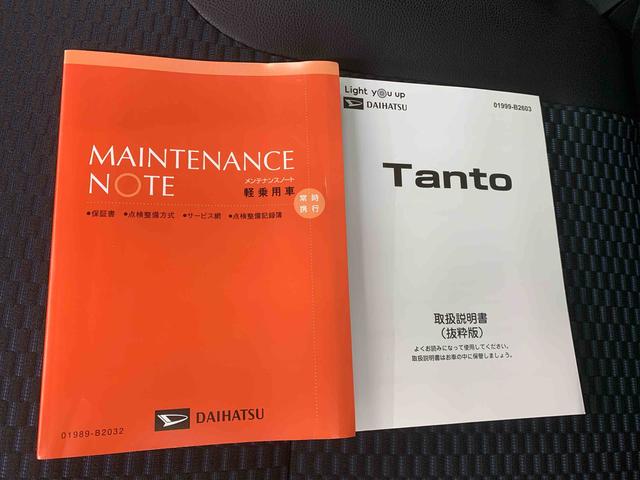 MAINTENANCE
NOTE
メンテナンスノート
軽乗用車
常時
携行
●保証書 ●点検整備方式 ●サービス網 ●点検整備記録簿
DAIHATSU
01989-B2032
Light you up
DAIHATSU
01999-B2603
Tanto
取扱説明書
（抜粋版）
よくお読みになって使用してください。
取扱説明書はお車の中に保管しましょう。